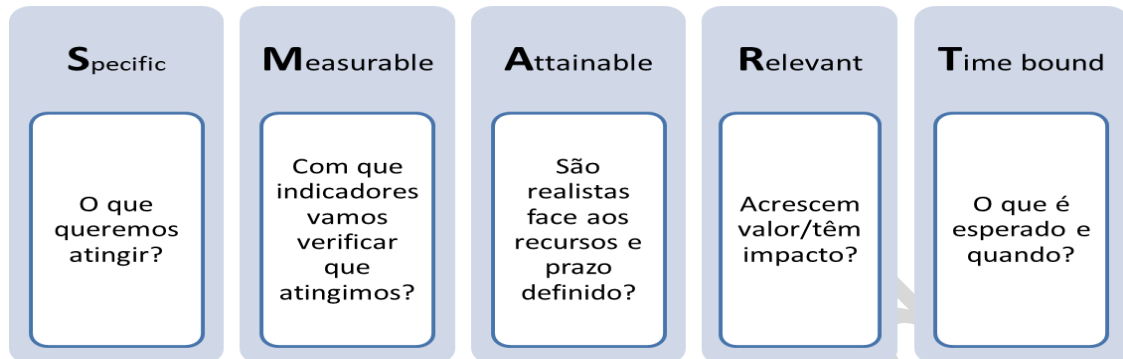 Specific
O que
queremos
atingir?
Measurable
Com que
indicadores
vamos
verificar
que
atingimos?
Attainable
São
realistas
face aos
recursos e
prazo
definido?
Relevant
Acrescem
valor/têm
impacto?
Time bound
O que é
esperado e
quando?